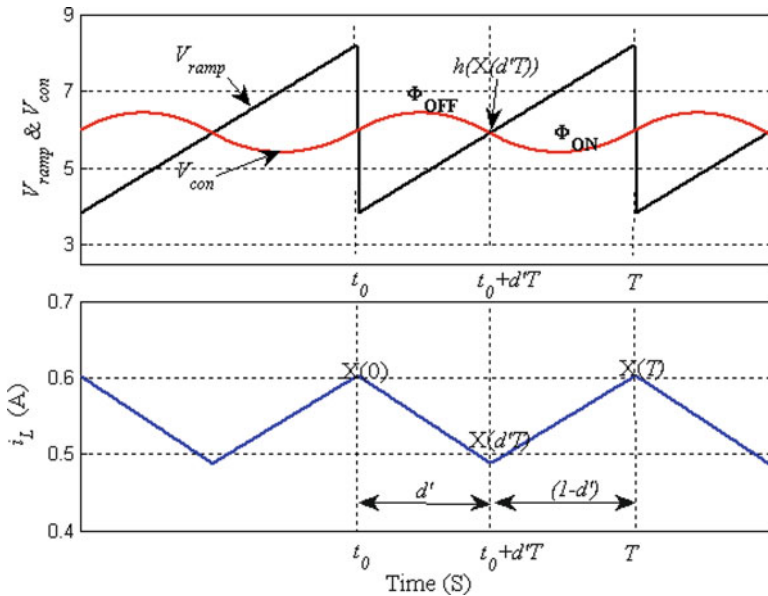 9
7
5
3
V_ramp & V_con
V_ramp
V_con
Φ_OFF
h(X(d'T))
Φ_ON
t_0
t_0+d'T
T
0.7
0.6
0.5
0.4
i_L (A)
X(0)
X(d'T)
X(T)
d'
(1-d')
t_0
t_0+d'T
T
Time (S)